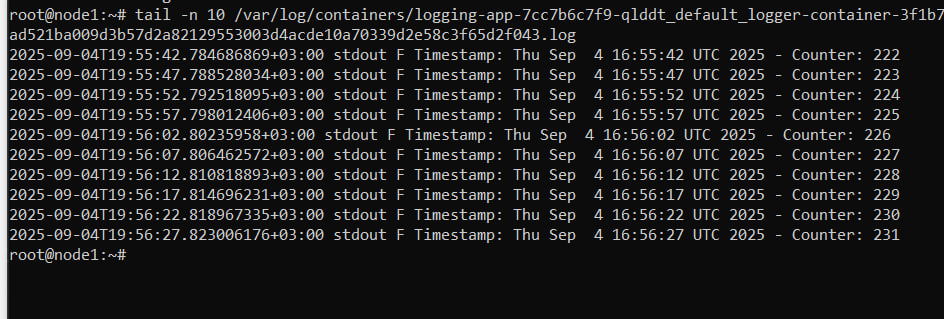 root@node1:~# tail -n 10 /var/log/containers/logging-app-7cc7b6c7f9-qlddt_default_logger-container-3f1b7
ad521ba009d3b57d2a82129553003d4acde10a70339d2e58c3f65d2f043.log
2025-09-04T19:55:42.784686869+03:00 stdout F Timestamp: Thu Sep  4 16:55:42 UTC 2025 - Counter: 222
2025-09-04T19:55:47.788528034+03:00 stdout F Timestamp: Thu Sep  4 16:55:47 UTC 2025 - Counter: 223
2025-09-04T19:55:52.792518095+03:00 stdout F Timestamp: Thu Sep  4 16:55:52 UTC 2025 - Counter: 224
2025-09-04T19:55:57.798012406+03:00 stdout F Timestamp: Thu Sep  4 16:55:57 UTC 2025 - Counter: 225
2025-09-04T19:56:02.80235958+03:00 stdout F Timestamp: Thu Sep  4 16:56:02 UTC 2025 - Counter: 226
2025-09-04T19:56:07.806462572+03:00 stdout F Timestamp: Thu Sep  4 16:56:07 UTC 2025 - Counter: 227
2025-09-04T19:56:12.810818893+03:00 stdout F Timestamp: Thu Sep  4 16:56:12 UTC 2025 - Counter: 228
2025-09-04T19:56:17.814696231+03:00 stdout F Timestamp: Thu Sep  4 16:56:17 UTC 2025 - Counter: 229
2025-09-04T19:56:22.818967335+03:00 stdout F Timestamp: Thu Sep  4 16:56:22 UTC 2025 - Counter: 230
2025-09-04T19:56:27.823006176+03:00 stdout F Timestamp: Thu Sep  4 16:56:27 UTC 2025 - Counter: 231
root@node1:~#